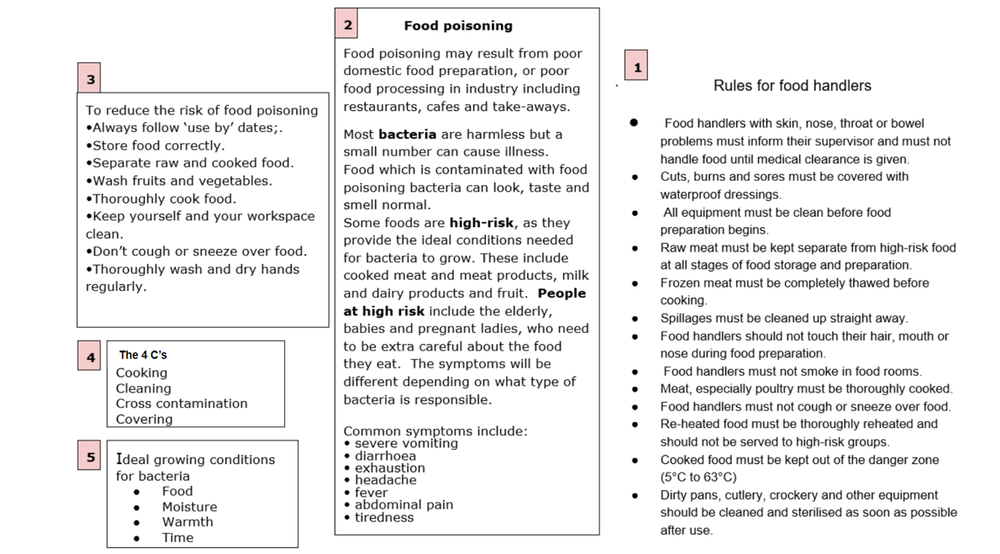 3
To reduce the risk of food poisoning
•Always follow ‘use by’ dates;.
•Store food correctly.
•Separate raw and cooked food.
•Wash fruits and vegetables.
•Thoroughly cook food.
•Keep yourself and your workspace
clean.
•Don’t cough or sneeze over food.
•Thoroughly wash and dry hands
regularly.
4
The 4 C’s
Cooking
Cleaning
Cross contamination
Covering
5
Ideal growing conditions
for bacteria
● Food
● Moisture
● Warmth
● Time
2
Food poisoning
Food poisoning may result from poor
domestic food preparation, or poor
food processing in industry including
restaurants, cafes and take-aways.
Most bacteria are harmless but a
small number can cause illness.
Food which is contaminated with food
poisoning bacteria can look, taste and
smell normal.
Some foods are high-risk, as they
provide the ideal conditions needed
for bacteria to grow. These include
cooked meat and meat products, milk
and dairy products and fruit. People
at high risk include the elderly,
babies and pregnant ladies, who need
to be extra careful about the food
they eat. The symptoms will be
different depending on what type of
bacteria is responsible.
Common symptoms include:
• severe vomiting
• diarrhoea
• exhaustion
• headache
• fever
• abdominal pain
• tiredness
1
.
Rules for food handlers
● Food handlers with skin, nose, throat or bowel
problems must inform their supervisor and must not
handle food until medical clearance is given.
● Cuts, burns and sores must be covered with
waterproof dressings.
● All equipment must be clean before food
preparation begins.
● Raw meat must be kept separate from high-risk food
at all stages of food storage and preparation.
● Frozen meat must be completely thawed before
cooking.
● Spillages must be cleaned up straight away.
● Food handlers should not touch their hair, mouth or
nose during food preparation.
● Food handlers must not smoke in food rooms.
● Meat, especially poultry must be thoroughly cooked.
● Food handlers must not cough or sneeze over food.
● Re-heated food must be thoroughly reheated and
should not be served to high-risk groups.
● Cooked food must be kept out of the danger zone
(5°C to 63°C)
● Dirty pans, cutlery, crockery and other equipment
should be cleaned and sterilised as soon as possible
after use.